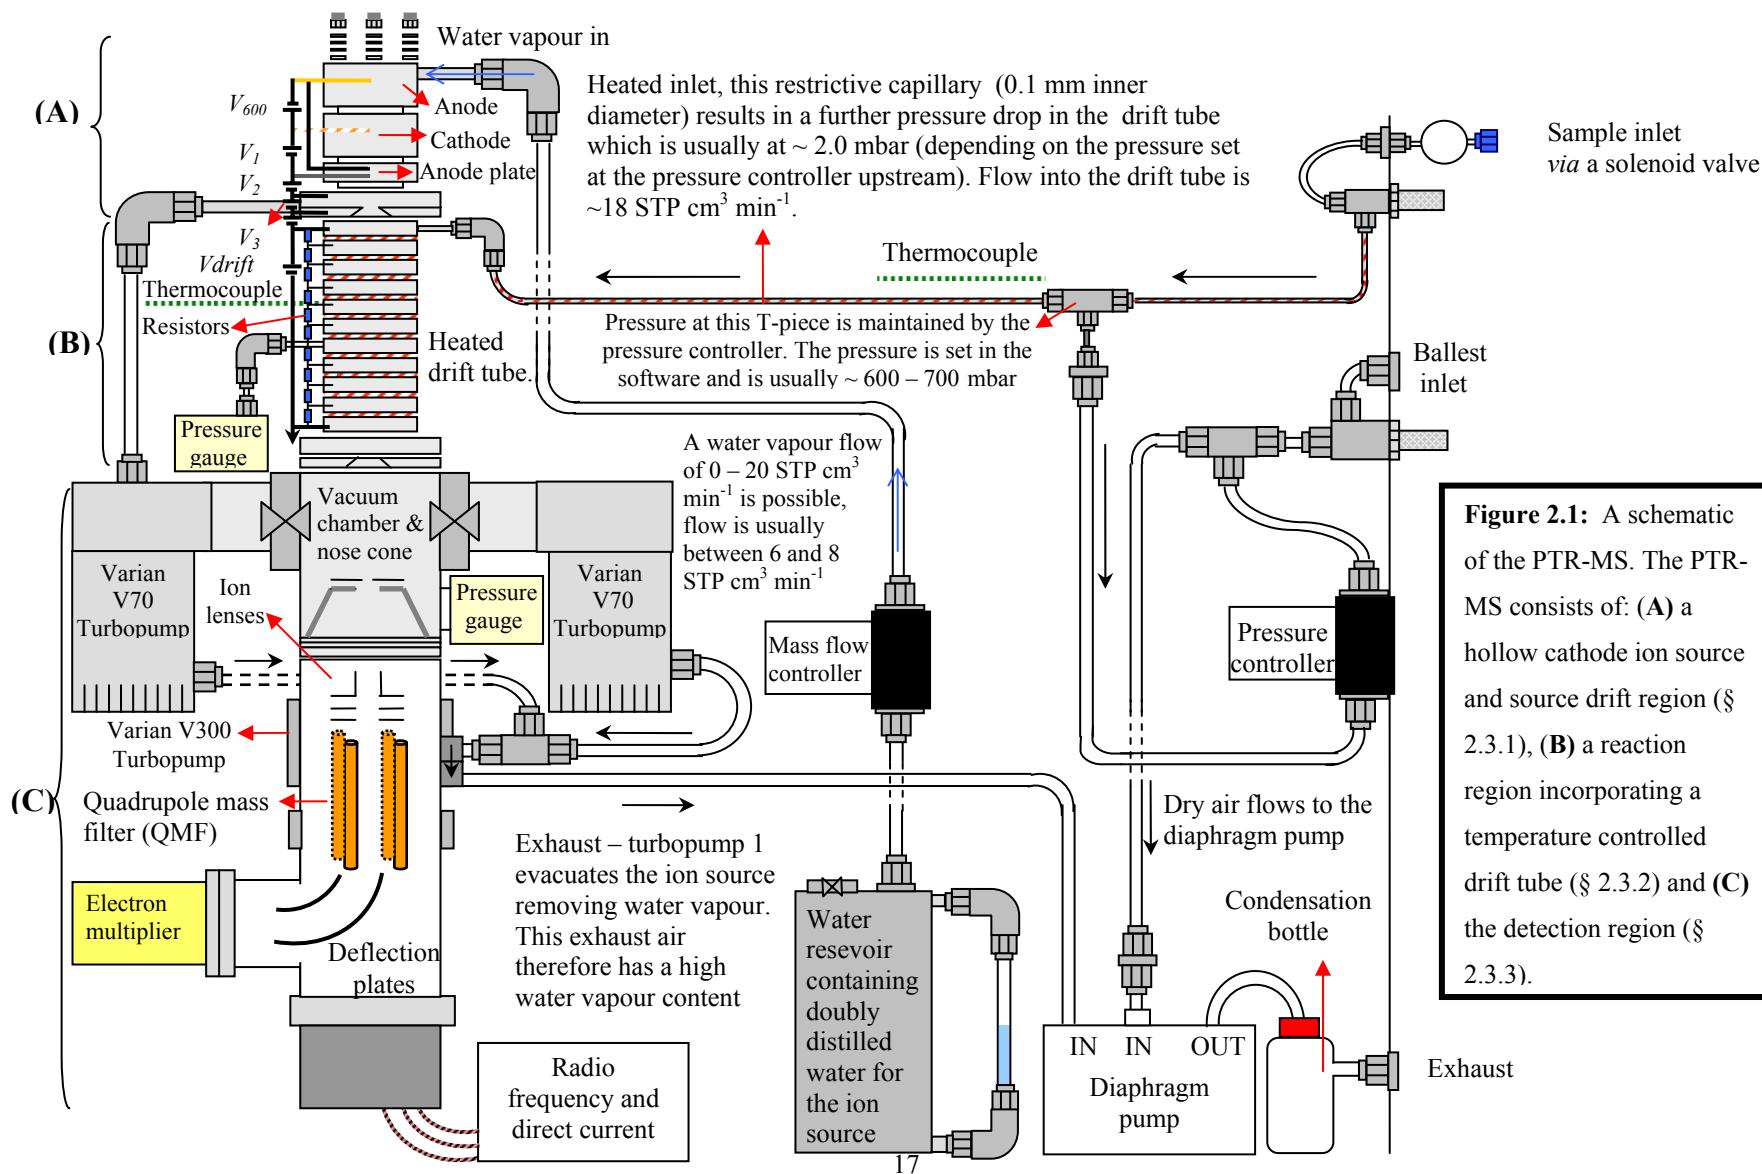 Water vapour in
(A)
V600
Anode
Cathode
V1
Anode plate
V2
V3
Vdrift
Thermocouple
Resistors
(B)
Heated
drift tube.
Pressure
gauge
Heated inlet, this restrictive capillary (0.1 mm inner
diameter) results in a further pressure drop in the drift tube
which is usually at ~ 2.0 mbar (depending on the pressure set
at the pressure controller upstream). Flow into the drift tube is
~18 STP cm³ min⁻¹.
Sample inlet
via a solenoid valve
Thermocouple
Pressure at this T-piece is maintained by the
pressure controller. The pressure is set in the
software and is usually ~ 600 – 700 mbar
Ballest
inlet
A water vapour flow
of 0 – 20 STP cm³
min⁻¹ is possible,
flow is usually
between 6 and 8
STP cm³ min⁻¹
Vacuum
chamber &
nose cone
Varian
V70
Turbopump
Ion
lenses
Pressure
gauge
Varian
V70
Turbopump
Mass flow
controller
Pressure
controller
Varian V300
Turbopump
(C)
Quadrupole mass
filter (QMF)
Electron
multiplier
Deflection
plates
Exhaust – turbopump 1
evacuates the ion source
removing water vapour.
This exhaust air
therefore has a high
water vapour content
Radio
frequency and
direct current
Water
resevoir
containing
doubly
distilled
water for
the ion
source
Dry air flows to the
diaphragm pump
Condensation
bottle
IN IN OUT
Diaphragm
pump
Exhaust
Figure 2.1: A schematic
of the PTR-MS. The PTR-
MS consists of: (A) a
hollow cathode ion source
and source drift region (§
2.3.1), (B) a reaction
region incorporating a
temperature controlled
drift tube (§ 2.3.2) and (C)
the detection region (§
2.3.3).
17